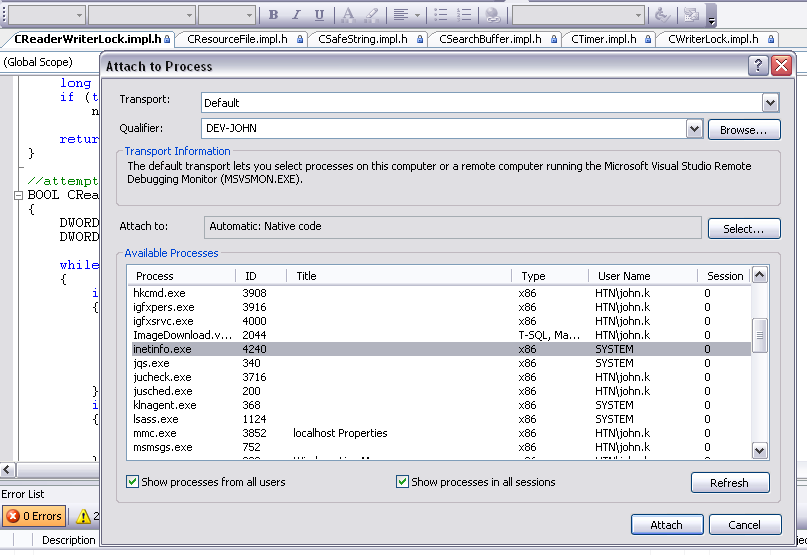 B I U A
CReaderWriterLock.impl.h CResourceFile.impl.h CSafeString.impl.h CSearchBuffer.impl.h CTimer.impl.h CWriterLock.impl.h
(Global Scope)
Attach to Process
long
if (t
n
retur
}
//attempt
BOOL CRea
{
DWORD
DWORD
while
{
i
{
}
i
{
}
Transport: Default
Qualifier: DEV-JOHN Browse...
Transport Information
The default transport lets you select processes on this computer or a remote computer running the Microsoft Visual Studio Remote
Debugging Monitor (MSVSMON.EXE).
Attach to: Automatic: Native code Select...
Available Processes
Process ID Title Type User Name Session
hkcmd.exe 3908 x86 HTN\john.k 0
igfxpers.exe 3916 x86 HTN\john.k 0
igfxsrvc.exe 4000 x86 HTN\john.k 0
ImageDownload.v... 2044 T-SQL, Ma... HTN\john.k 0
inetinfo.exe 4240 x86 SYSTEM 0
jqs.exe 340 x86 SYSTEM 0
jucheck.exe 3716 x86 HTN\john.k 0
jusched.exe 200 x86 HTN\john.k 0
klnagent.exe 368 x86 SYSTEM 0
lsass.exe 1124 x86 SYSTEM 0
mmc.exe 3852 localhost Properties x86 HTN\john.k 0
msmsgs.exe 752 x86 HTN\john.k 0
Show processes from all users Show processes in all sessions Refresh
Attach Cancel
Error List
0 Errors 2
Description